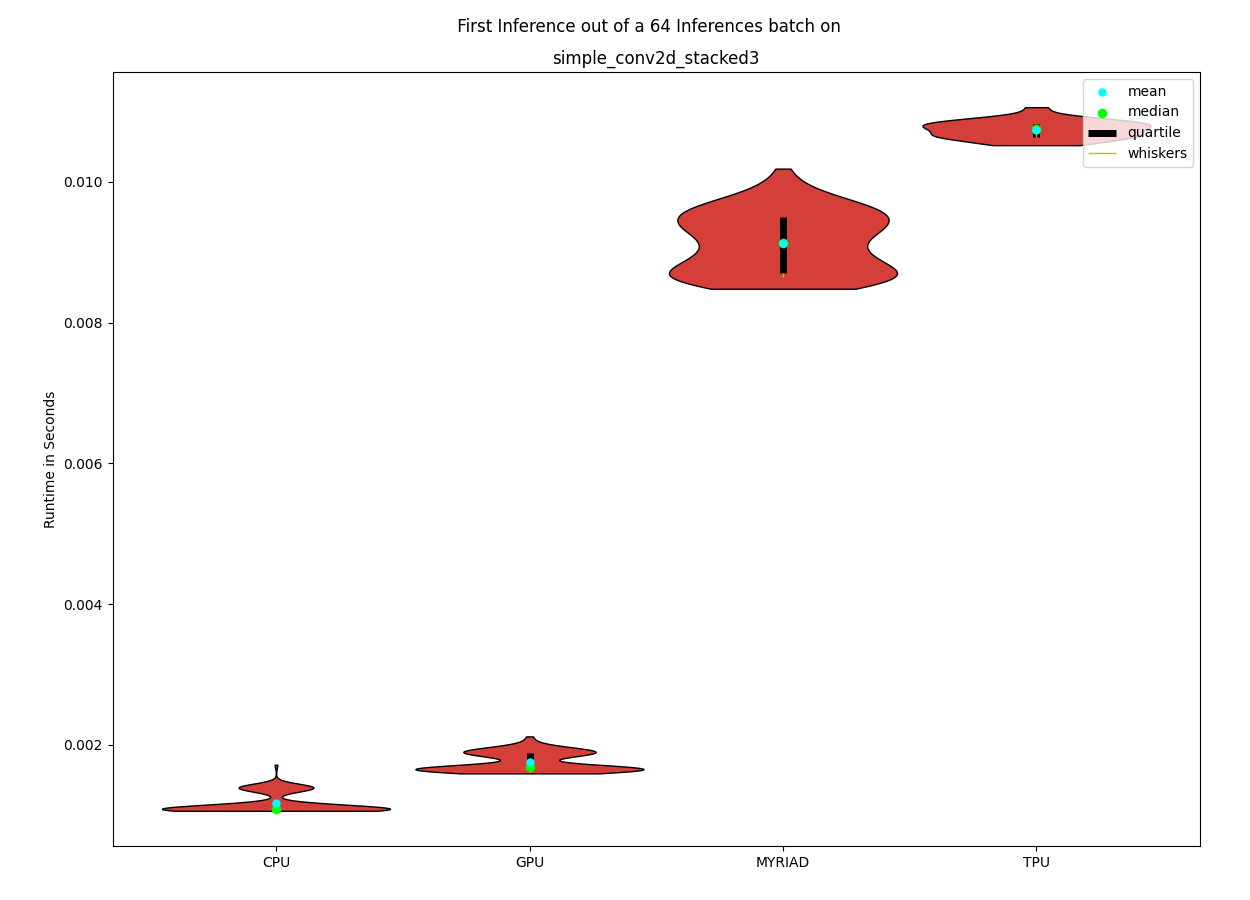 First Inference out of a 64 Inferences batch on
simple_conv2d_stacked3
mean
median
quartile
whiskers
Runtime in Seconds
0.010
0.008
0.006
0.004
0.002
CPU GPU MYRIAD TPU